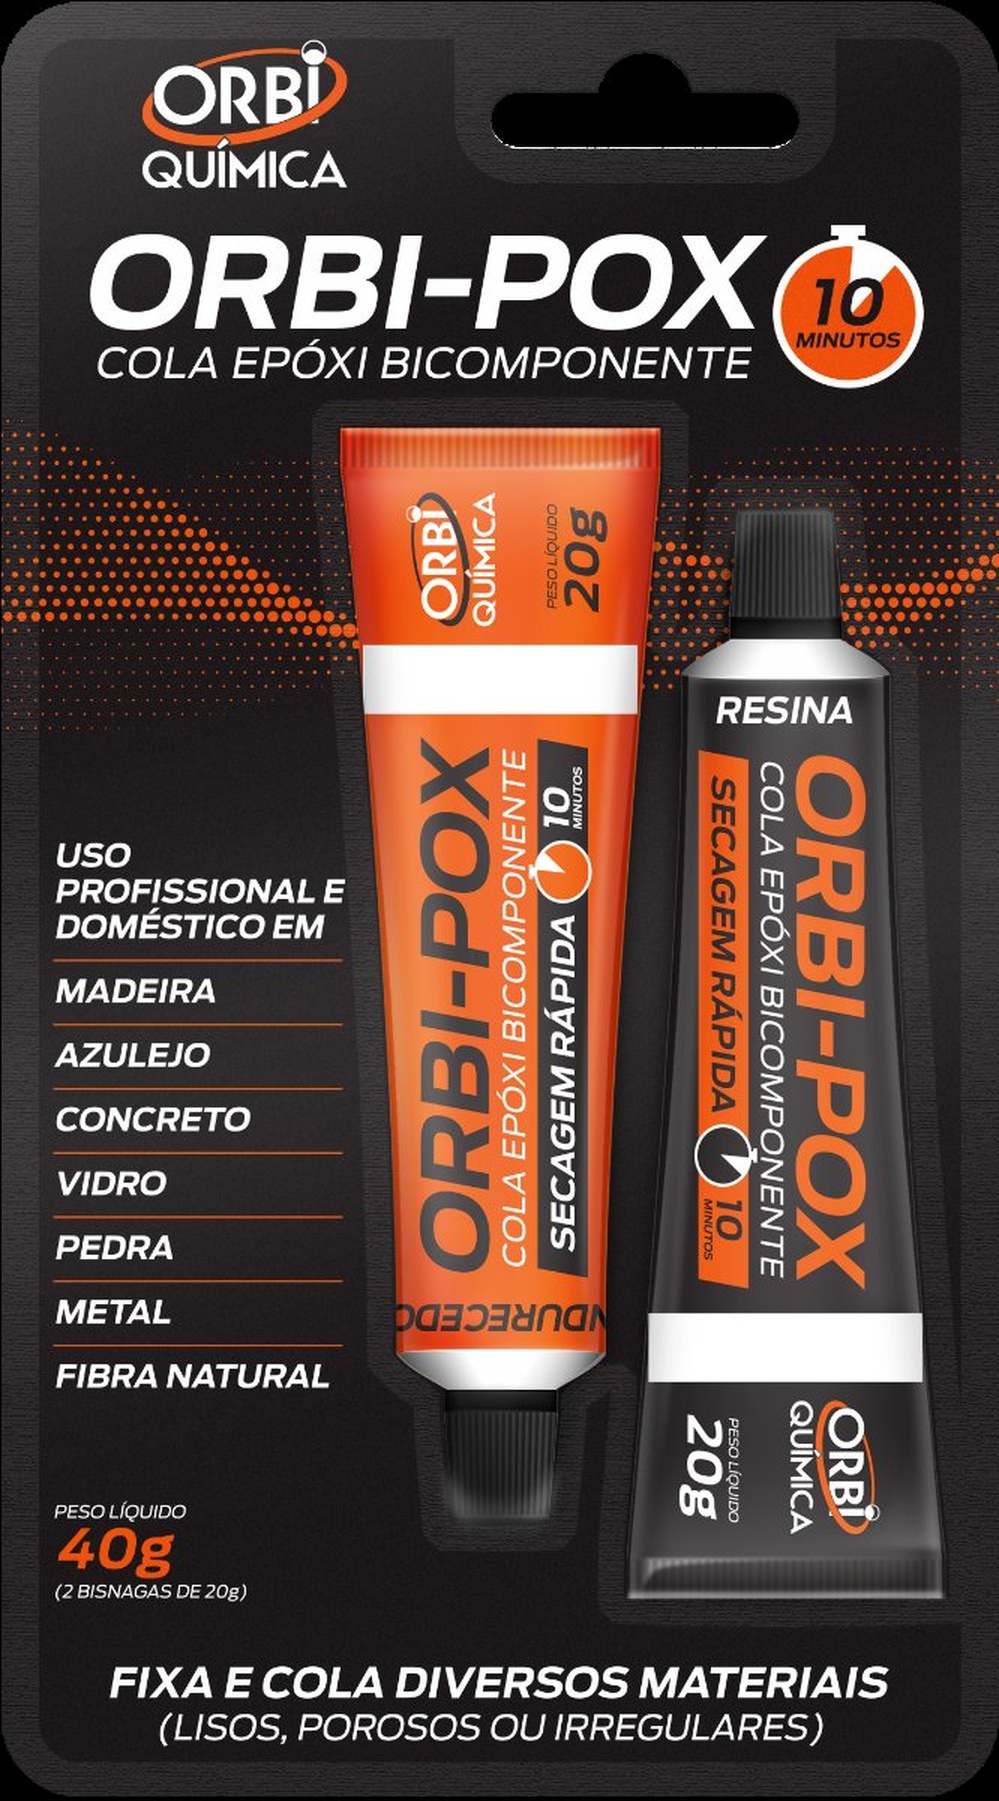 ORBI
QUÍMICA
ORBI-POX
10
MINUTOS
COLA EPÓXI BICOMPONENTE
ORBI
QUÍMICA
PESO LÍQUIDO
20g
ORBI-POX
COLA EPÓXI BICOMPONENTE
SECAGEM RÁPIDA
10
MINUTOS
RESINA
ORBI-POX
COLA EPÓXI BICOMPONENTE
SECAGEM RÁPIDA
10
MINUTOS
ORBI
QUÍMICA
PESO LÍQUIDO
20g
USO
PROFISSIONAL E
DOMÉSTICO EM
MADEIRA
AZULEJO
CONCRETO
VIDRO
PEDRA
METAL
FIBRA NATURAL
PESO LÍQUIDO
40g
(2 BISNAGAS DE 20g)
FIXA E COLA DIVERSOS MATERIAIS
(LISOS, POROSOS OU IRREGULARES)